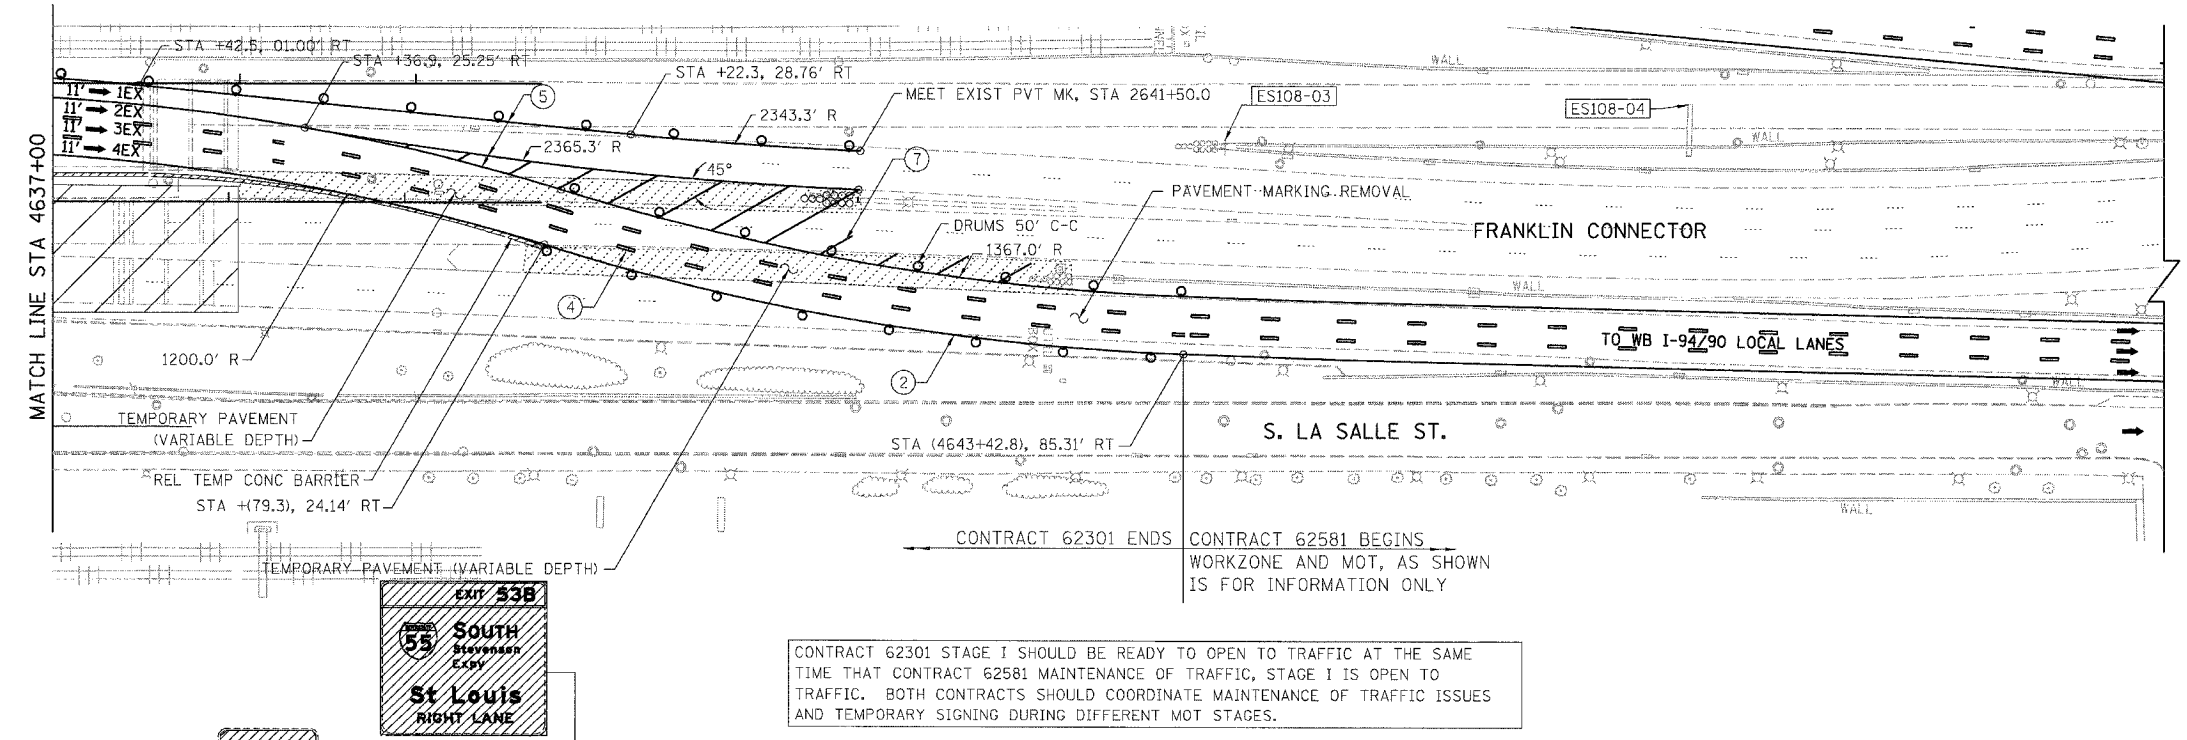 STA +42.5, 01.00' RT
STA +36.9, 25.25' RT
STA +22.3, 28.76' RT
MEET EXIST PVT MK, STA 2641+50.0
ES108-03
ES108-04
WALL
WALL
11' 1EX
11' 2EX
11' 3EX
11' 4EX
5
2343.3' R
2365.3' R
7
45°
PAVEMENT MARKING REMOVAL
DRUMS 50' C-C
1367.0' R
FRANKLIN CONNECTOR
WALL
MATCH LINE STA 4637+00
4
1200.0' R
2
TO WB I-94/90 LOCAL LANES
WALL
TEMPORARY PAVEMENT
(VARIABLE DEPTH)
STA (4643+42.8), 85.31' RT
S. LA SALLE ST.
REL TEMP CONC BARRIER
STA +(79.3), 24.14' RT
WALL
CONTRACT 62301 ENDS
CONTRACT 62581 BEGINS
WORKZONE AND MOT, AS SHOWN
IS FOR INFORMATION ONLY
TEMPORARY PAVEMENT (VARIABLE DEPTH)
EXIT 53B
55
SOUTH
Stevenson
Expy
St Louis
RIGHT LANE
CONTRACT 62301 STAGE I SHOULD BE READY TO OPEN TO TRAFFIC AT THE SAME
TIME THAT CONTRACT 62581 MAINTENANCE OF TRAFFIC, STAGE I IS OPEN TO
TRAFFIC. BOTH CONTRACTS SHOULD COORDINATE MAINTENANCE OF TRAFFIC ISSUES
AND TEMPORARY SIGNING DURING DIFFERENT MOT STAGES.